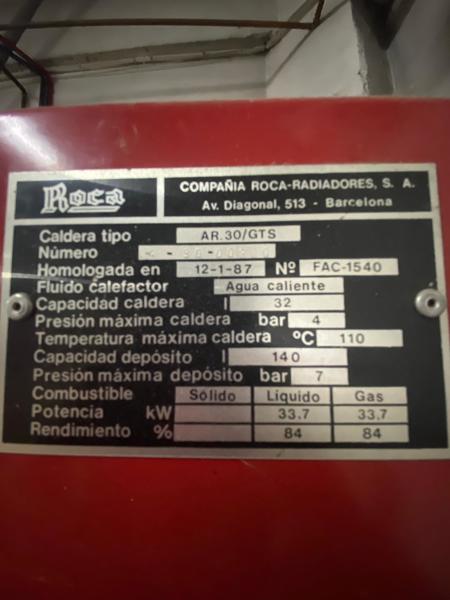 Roca
COMPAÑIA ROCA-RADIADORES, S. A.
Av. Diagonal, 513 - Barcelona
Caldera tipo AR.30/GTS
Número
Homologada en 12-1-87 Nº FAC-1540
Fluido calefactor Agua caliente
Capacidad caldera l 32
Presión máxima caldera bar 4
Temperatura máxima caldera ºC 110
Capacidad depósito l 140
Presión máxima depósito bar 7
Combustible Sólido Líquido Gas
Potencia kW 33.7 33.7
Rendimiento % 84 84